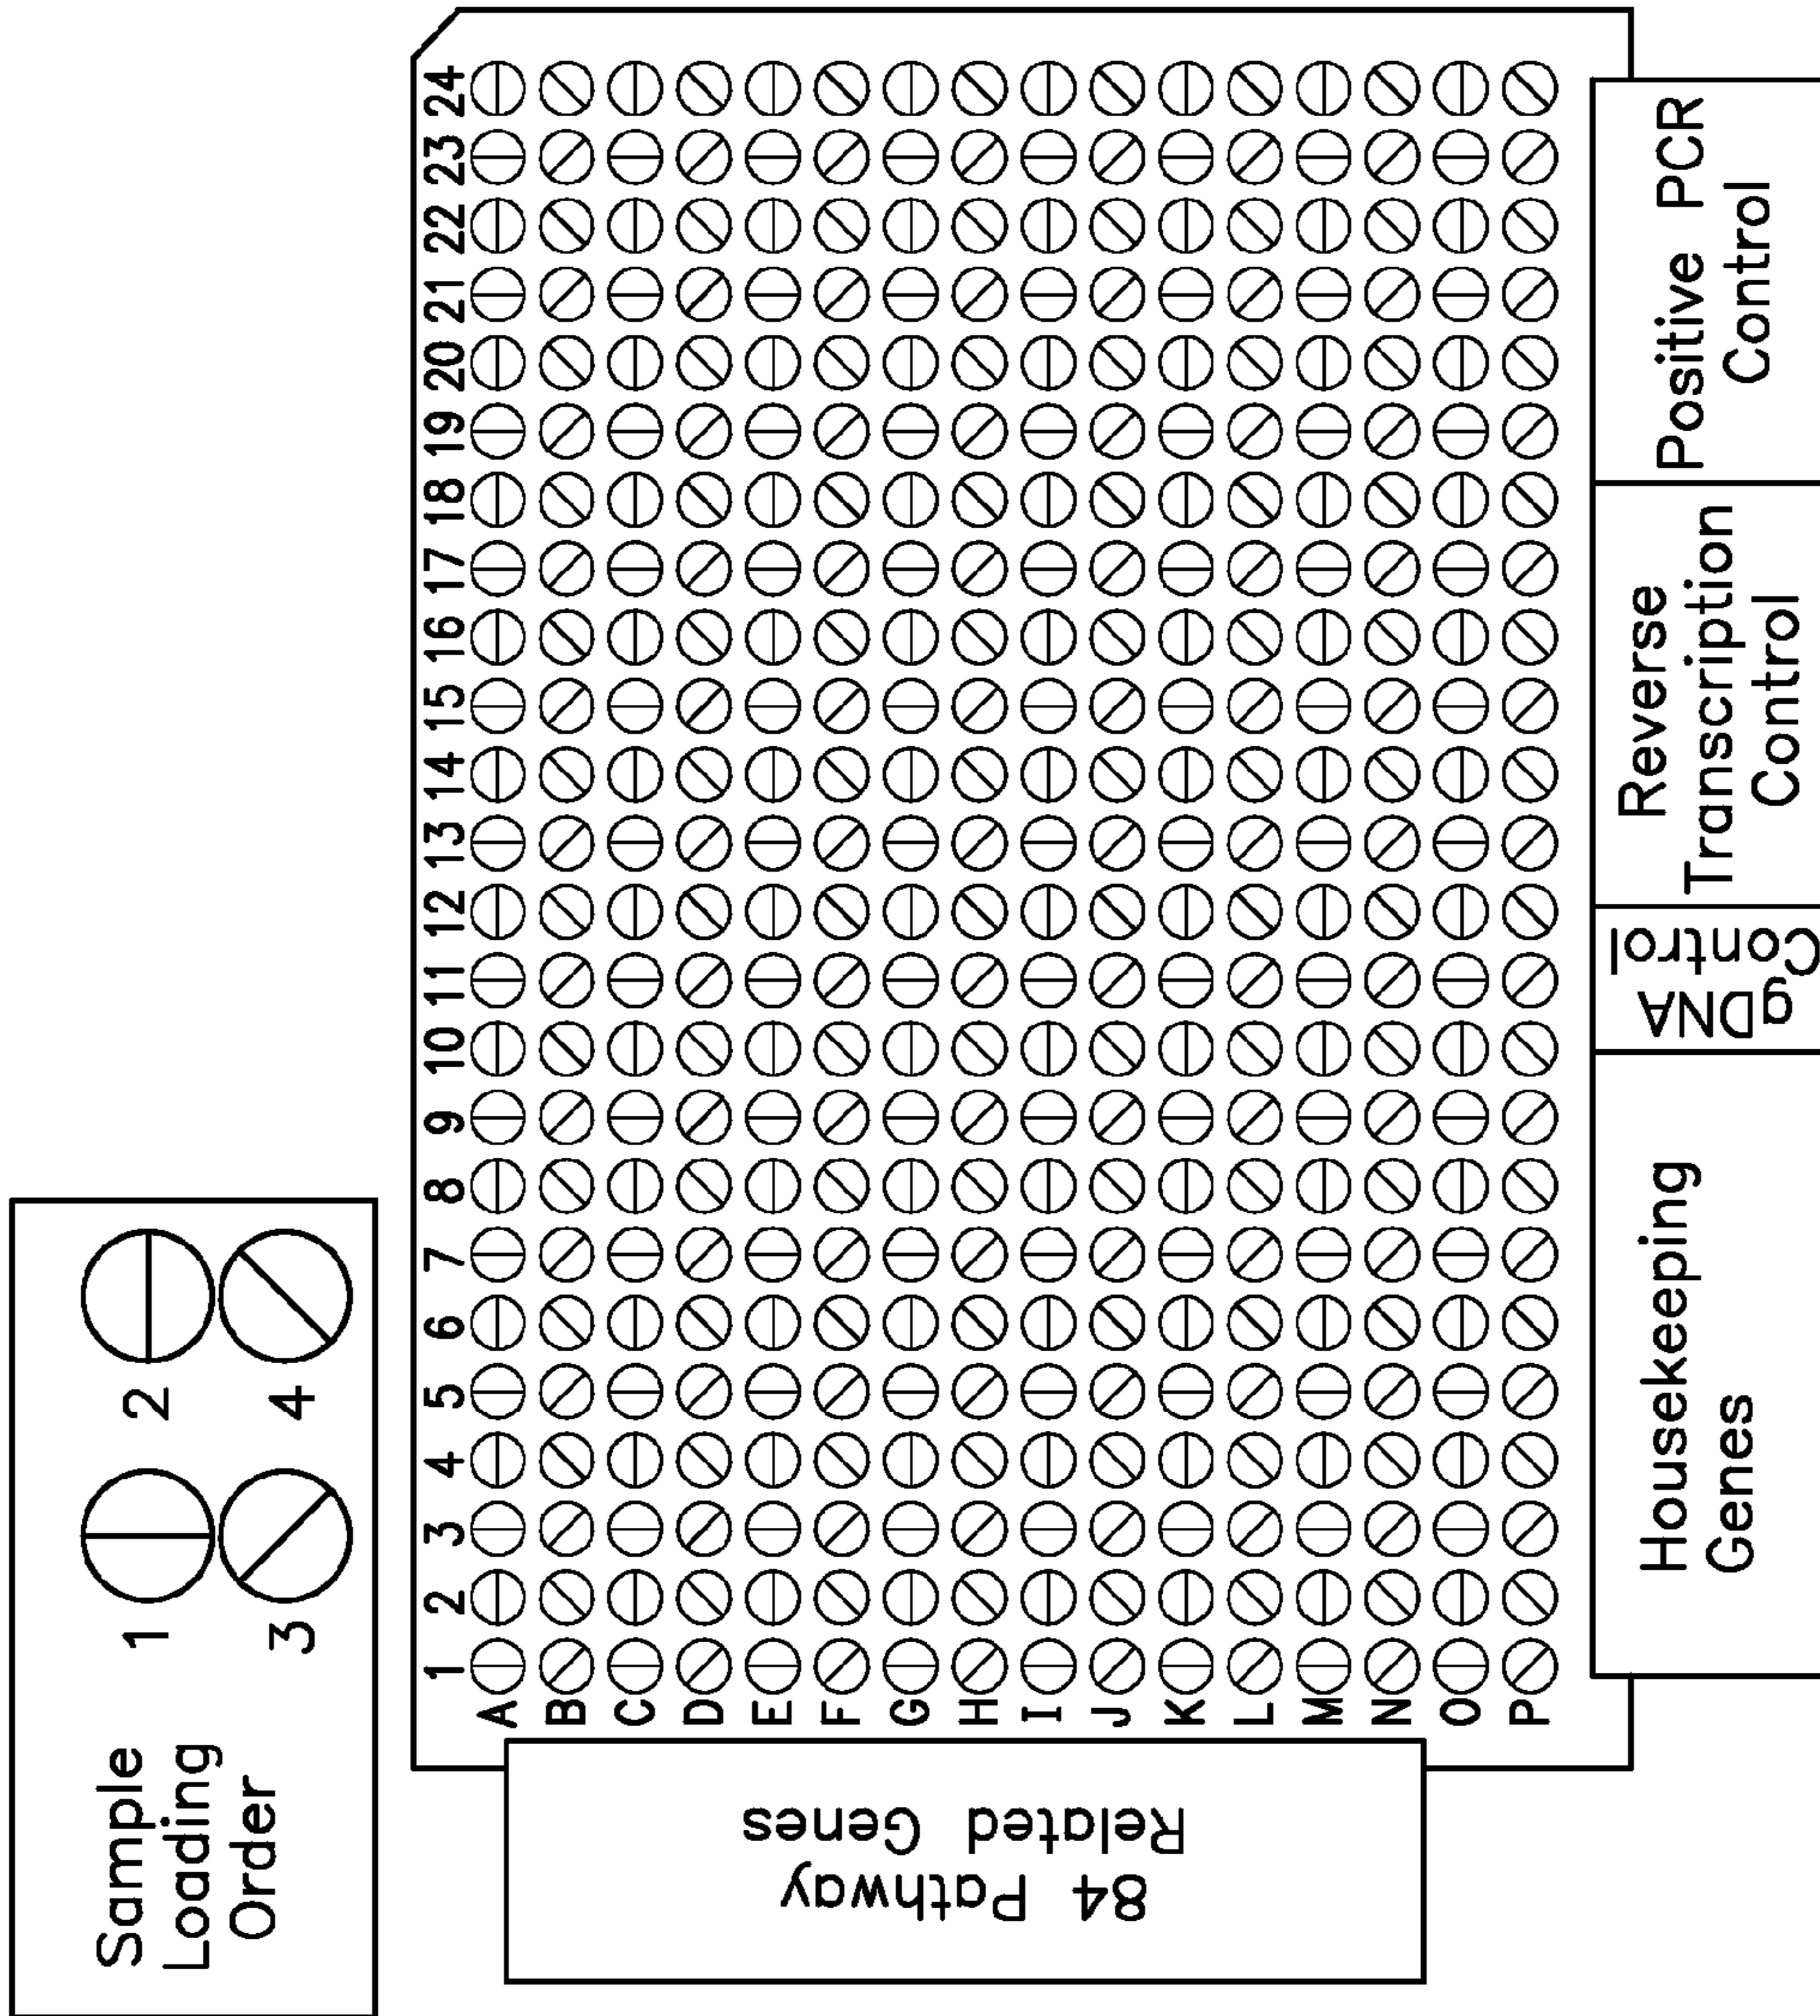 Sample
Loading
Order
1 2
3 4
1 2 3 4 5 6 7 8 9 10 11 12 13 14 15 16 17 18 19 20 21 22 23 24
A
B
C
D
E
F
G
H
I
J
K
L
M
N
O
P
84 Pathway
Related Genes
Housekeeping
Genes
gDNA
Control
Reverse
Transcription
Control
Positive PCR
Control